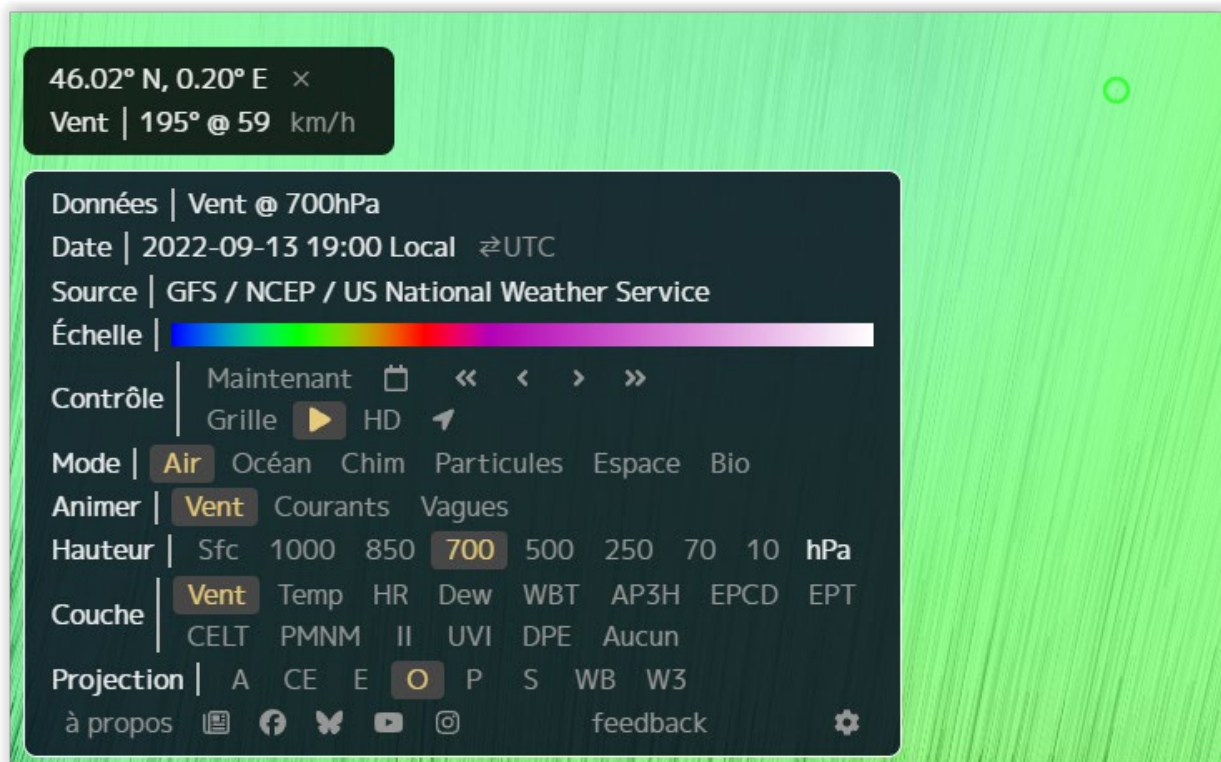 46.02° N, 0.20° E ×
Vent | 195° @ 59 km/h
Données | Vent @ 700hPa
Date | 2022-09-13 19:00 Local ⇄UTC
Source | GFS / NCEP / US National Weather Service
Échelle |
Contrôle | Maintenant « ‹ › »
Grille HD
Mode | Air Océan Chim Particules Espace Bio
Animer | Vent Courants Vagues
Hauteur | Sfc 1000 850 700 500 250 70 10 hPa
Couche | Vent Temp HR Dew WBT AP3H EPCD EPT
CELT PMNM II UVI DPE Aucun
Projection | A CE E O P S WB W3
à propos feedback